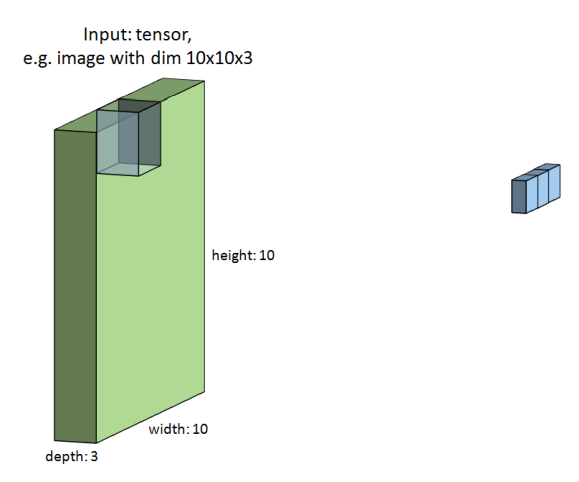 Input: tensor,
e.g. image with dim 10x10x3
height: 10
width: 10
depth: 3